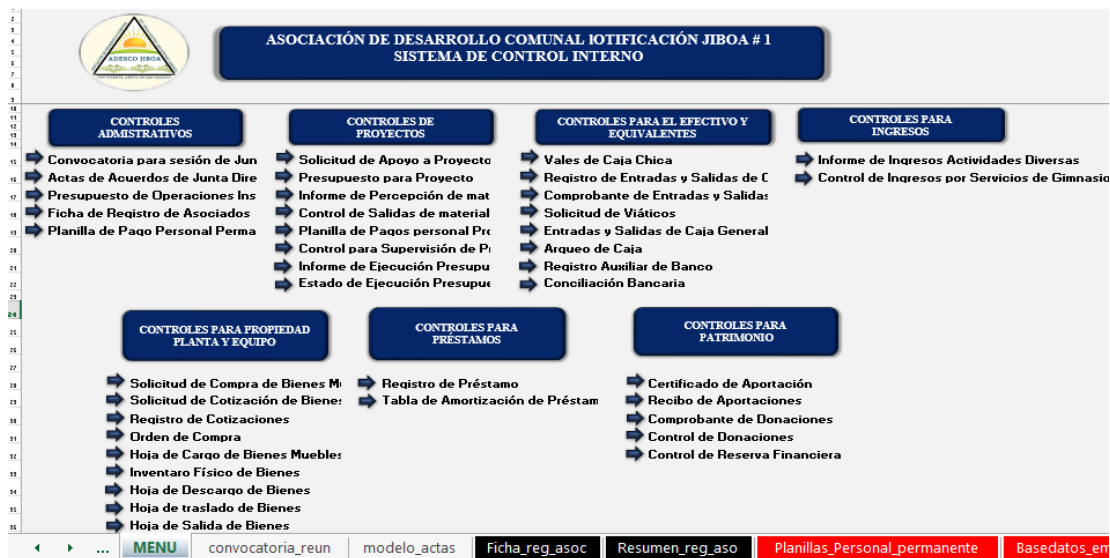 ADESCO JIBOA
ASOCIACIÓN DE DESARROLLO COMUNAL lOTIFICACIÓN JIBOA # 1
SISTEMA DE CONTROL INTERNO
CONTROLES
ADMISTRATIVOS
Convocatoria para sesión de Jun
Actas de Acuerdos de Junta Dire
Presupuesto de Operaciones Ins
Ficha de Registro de Asociados
Planilla de Pago Personal Perma
CONTROLES DE
PROYECTOS
Solicitud de Apoyo a Proyecto
Presupuesto para Proyecto
Informe de Percepción de mat
Control de Salidas de material
Planilla de Pagos personal Pro
Control para Supervisión de Pr
Informe de Ejecución Presupu
Estado de Ejecución Presupue
CONTROLES PARA EL EFECTIVO Y
EQUIVALENTES
Vales de Caja Chica
Registro de Entradas y Salidas de C
Comprobante de Entradas y Salidas
Solicitud de Viáticos
Entradas y Salidas de Caja General
Arqueo de Caja
Registro Auxiliar de Banco
Conciliación Bancaria
CONTROLES PARA
INGRESOS
Informe de Ingresos Actividades Diversas
Control de Ingresos por Servicios de Gimnasio
CONTROLES PARA PROPIEDAD
PLANTA Y EQUIPO
Solicitud de Compra de Bienes M
Solicitud de Cotización de Bienes
Registro de Cotizaciones
Orden de Compra
Hoja de Cargo de Bienes Muebles
Inventaro Físico de Bienes
Hoja de Descargo de Bienes
Hoja de traslado de Bienes
Hoja de Salida de Bienes
CONTROLES PARA
PRÉSTAMOS
Registro de Préstamo
Tabla de Amortización de Préstam
CONTROLES PARA
PATRIMONIO
Certificado de Aportación
Recibo de Aportaciones
Comprobante de Donaciones
Control de Donaciones
Control de Reserva Financiera
... MENU convocatoria_reun modelo_actas Ficha_reg_asoc Resumen_reg_aso Planillas_Personal_permanente Basedatos_em